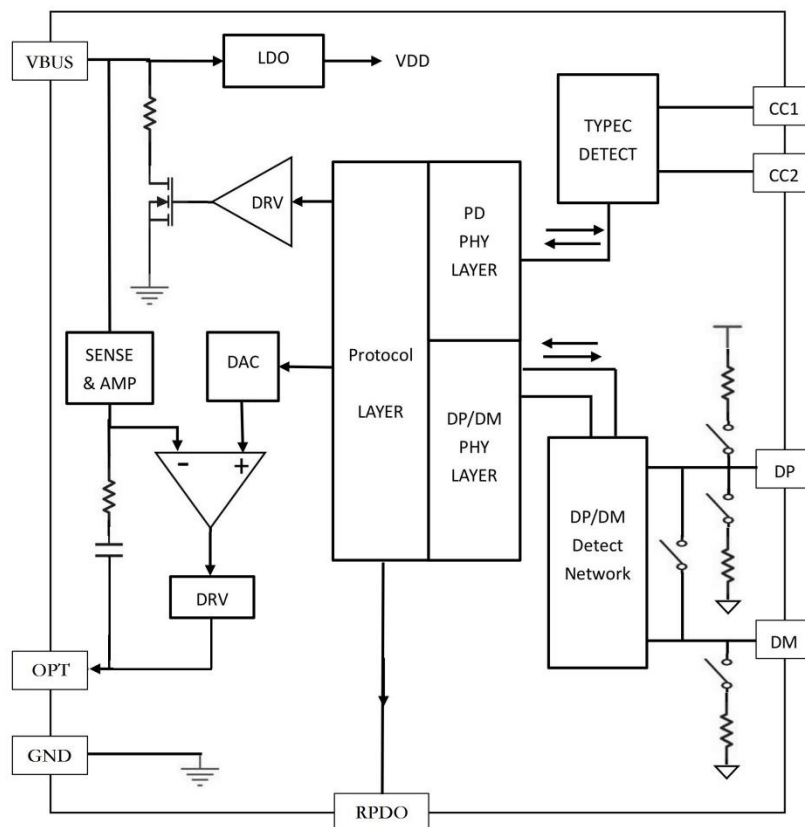 VBUS
LDO
VDD
TYPEC
DETECT
CC1
CC2
DRV
PD
PHY
LAYER
SENSE
& AMP
DAC
Protocol
LAYER
DP/DM
PHY
LAYER
-
+
DP
DP/DM
Detect
Network
DRV
DM
OPT
GND
RPDO